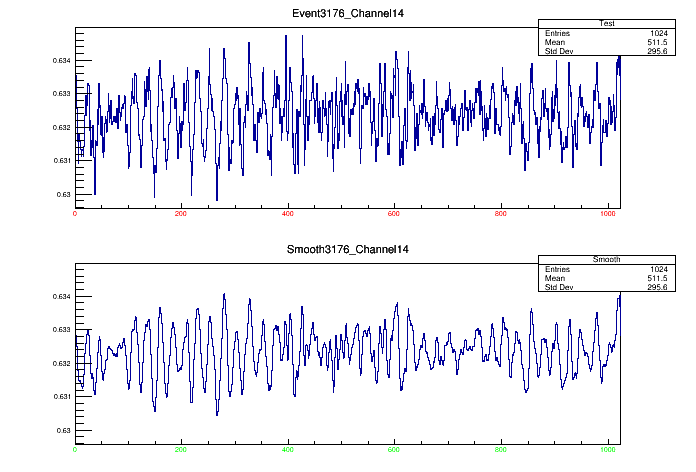 Event3176_Channel14
Test
Entries 1024
Mean 511.5
Std Dev 295.6
0.634
0.633
0.632
0.631
0.63
0 200 400 600 800 1000
Smooth3176_Channel14
Smooth
Entries 1024
Mean 511.5
Std Dev 295.6
0.634
0.633
0.632
0.631
0.63
0 200 400 600 800 1000